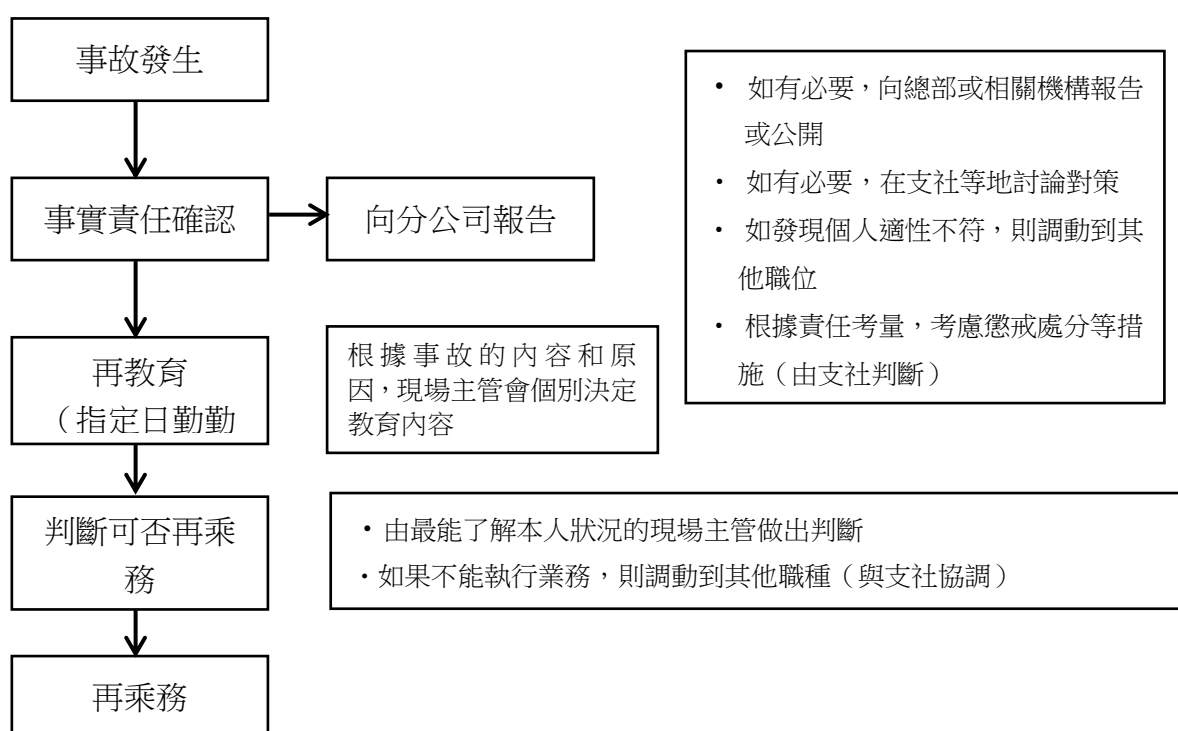 事故發生
• 如有必要，向總部或相關機構報告
或公開
• 如有必要，在支社等地討論對策
• 如發現個人適性不符，則調動到其
他職位
• 根據責任考量，考慮懲戒處分等措
施（由支社判斷）
事實責任確認
向分公司報告
再教育
（指定日勤勤
根據事故的內容和原
因，現場主管會個別決定
教育內容
判斷可否再乘
務
• 由最能了解本人狀況的現場主管做出判斷
• 如果不能執行業務，則調動到其他職種（與支社協調）
再乘務